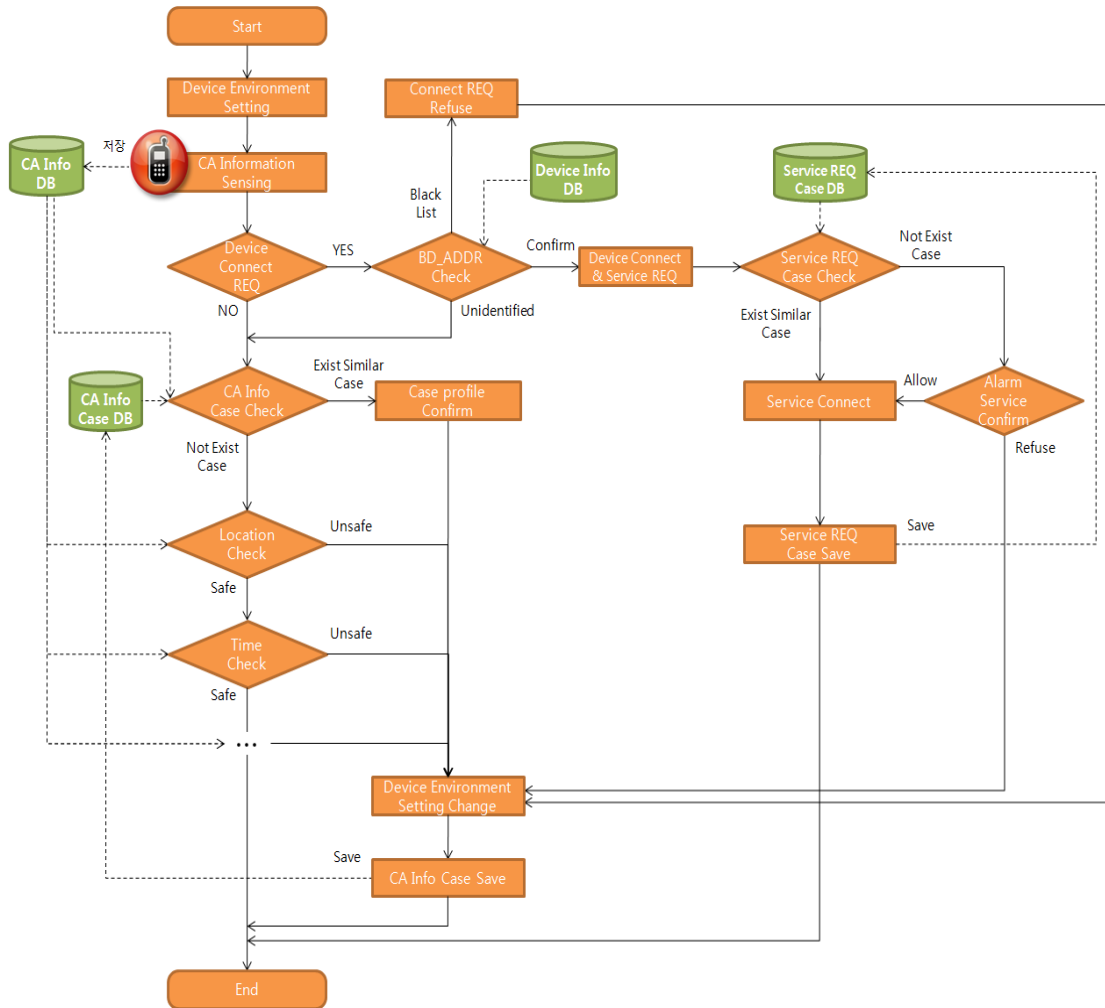 Start
Device Environment
Setting
Connect REQ
Refuse
저장
CA Info
DB
CA Information
Sensing
Device Info
DB
Service REQ
Case DB
Black
List
Device
Connect
REQ
YES
BD_ADDR
Check
Confirm
Device Connect
& Service REQ
Service REQ
Case Check
Not Exist
Case
NO
Unidentified
Exist Similar
Case
CA Info
Case DB
CA Info
Case Check
Exist Similar
Case
Case profile
Confirm
Service Connect
Allow
Alarm
Service
Confirm
Not Exist
Case
Refuse
Location
Check
Unsafe
Service REQ
Case Save
Save
Safe
Time
Check
Unsafe
Safe
...
Device Environment
Setting Change
Save
CA Info Case Save
End